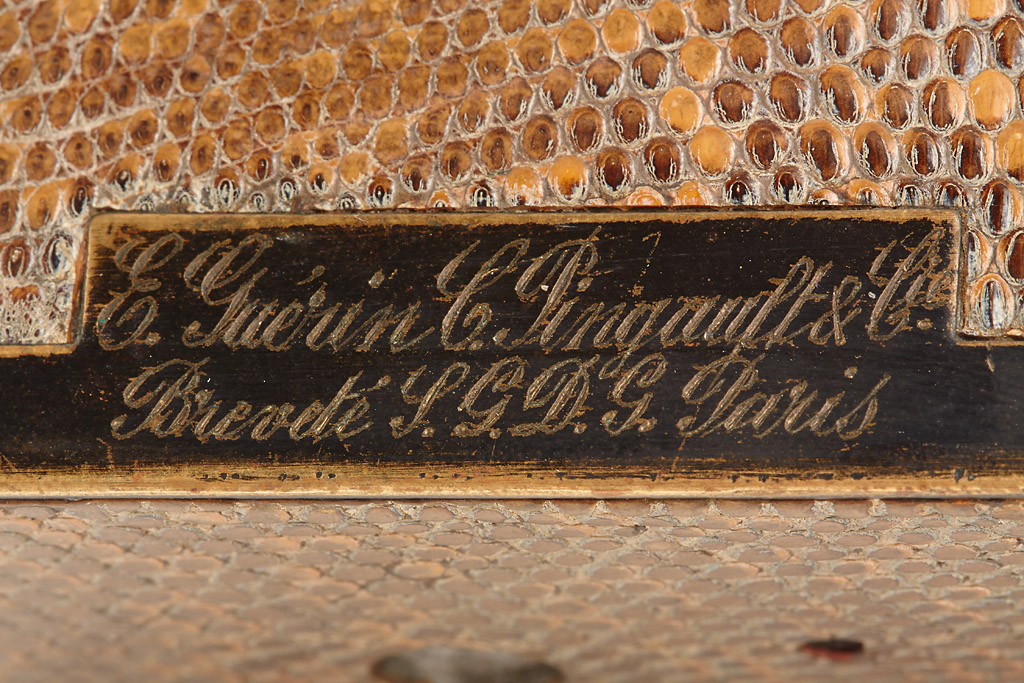 E. Guérin C. Pingault & Cie.
Breveté S.G.D.G. Paris